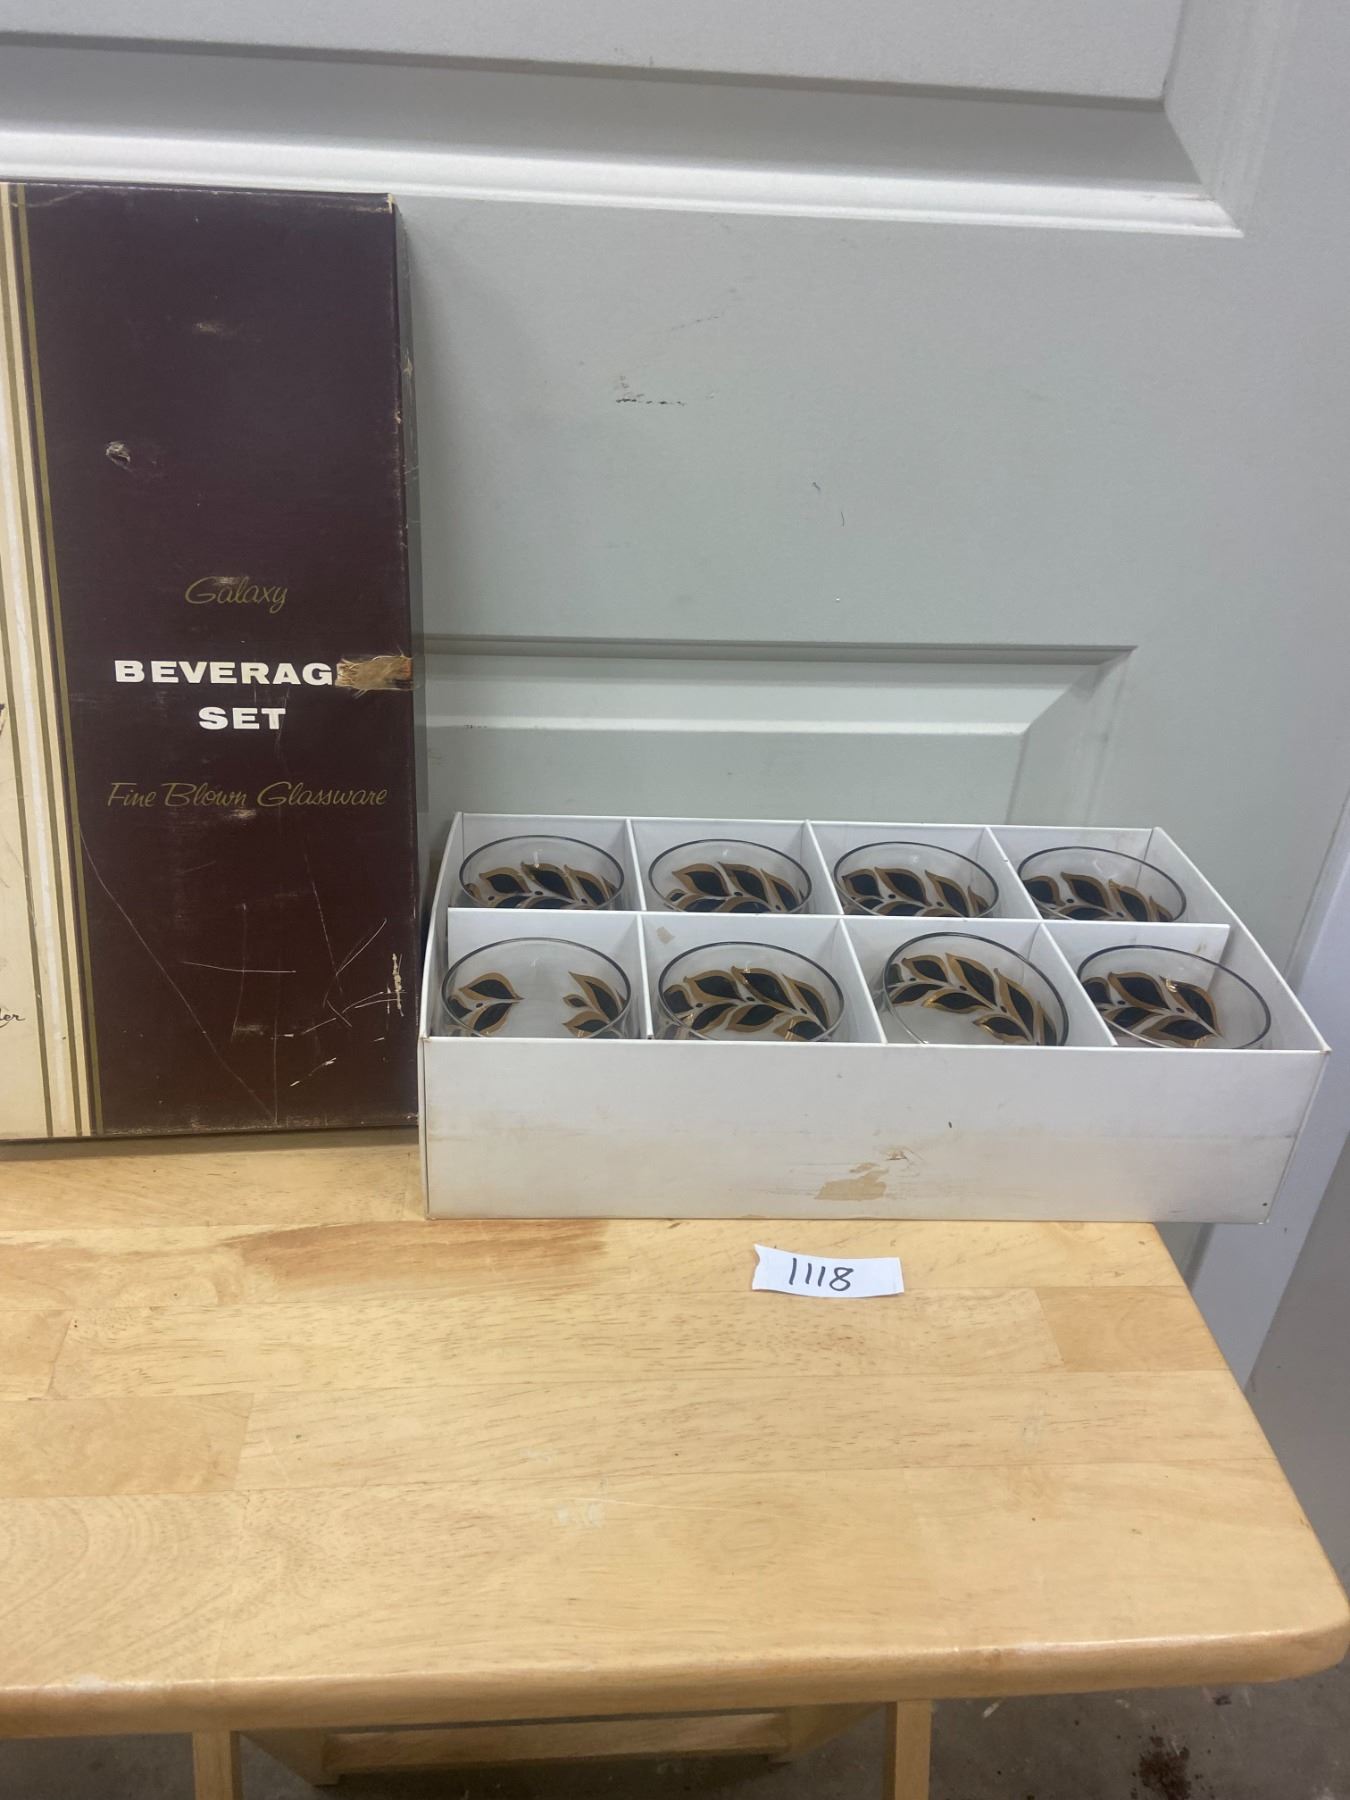 Galaxy
BEVERAG
SET
Fine Blown Glassware
1118